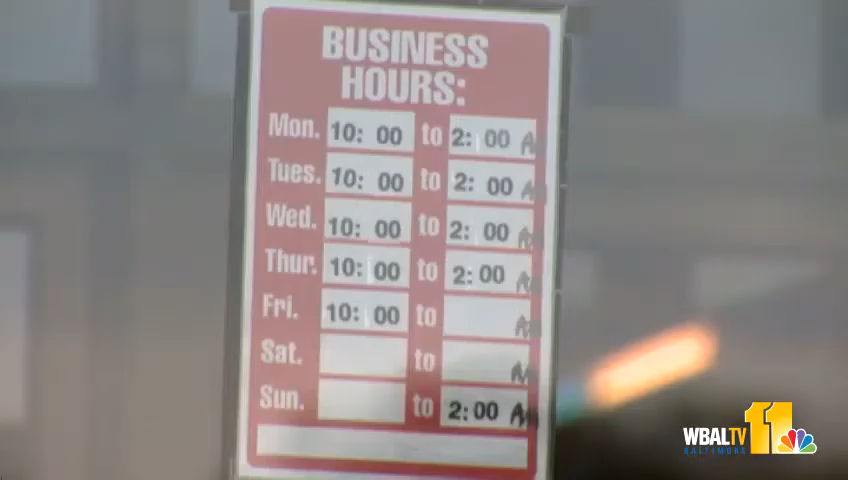 BUSINESS
HOURS:
Mon. 10: 00 to 2: 00 AM
Tues. 10: 00 to 2: 00 AM
Wed. 10: 00 to 2: 00 AM
Thur. 10: 00 to 2:00 AM
Fri. 10: 00 to AM
Sat. to AM
Sun. to 2:00 AM
WBALTV 11
BALTIMORE